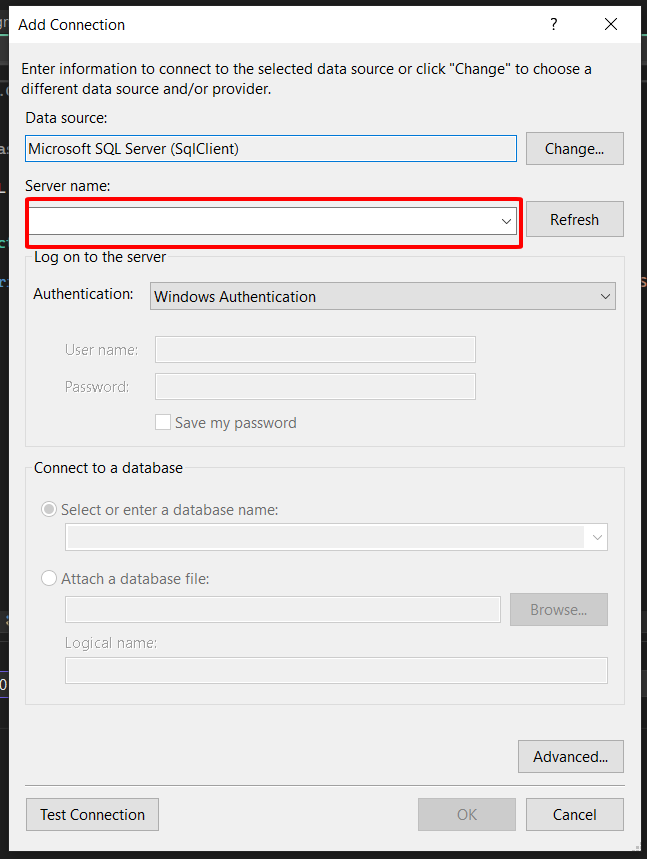 Add Connection
?
Enter information to connect to the selected data source or click "Change" to choose a
different data source and/or provider.
Data source:
Microsoft SQL Server (SqlClient)
Change...
Server name:
Refresh
Log on to the server
Authentication:
Windows Authentication
User name:
Password:
Save my password
Connect to a database
Select or enter a database name:
Attach a database file:
Browse...
Logical name:
Advanced...
Test Connection
OK
Cancel